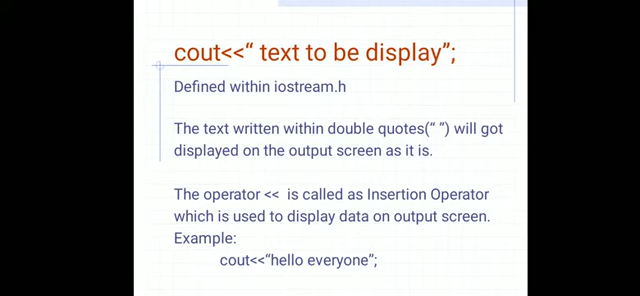 cout<<“ text to be display”;
Defined within iostream.h
The text written within double quotes(“ ”) will got
displayed on the output screen as it is.
The operator << is called as Insertion Operator
which is used to display data on output screen.
Example:
cout<<“hello everyone”;